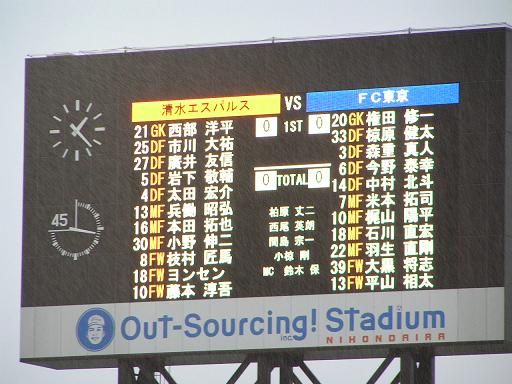 清水エスパルス VS FC東京
0 1ST 0
21 GK 西部 洋平
25 DF 市川 大祐
27 DF 廣井 友信
5 DF 岩下 敬輔
4 DF 太田 宏介
13 MF 兵働 昭弘
16 MF 本田 拓也
30 MF 小野 伸二
8 FW 枝村 匠馬
18 FW ヨンセン
10 FW 藤本 淳吾
0 TOTAL 0
柏原 丈二
西尾 英朗
間島 宗一
小椋 剛
MC 鈴木 保
20 GK 権田 修一
33 DF 椋原 健太
3 DF 森重 真人
6 DF 今野 泰幸
14 DF 中村 北斗
7 MF 米本 拓司
10 MF 梶山 陽平
18 MF 石川 直宏
22 MF 羽生 直剛
39 FW 大黒 将志
13 FW 平山 相太
45
Out-Sourcing! Stadium
inc.
NIHONDAIRA